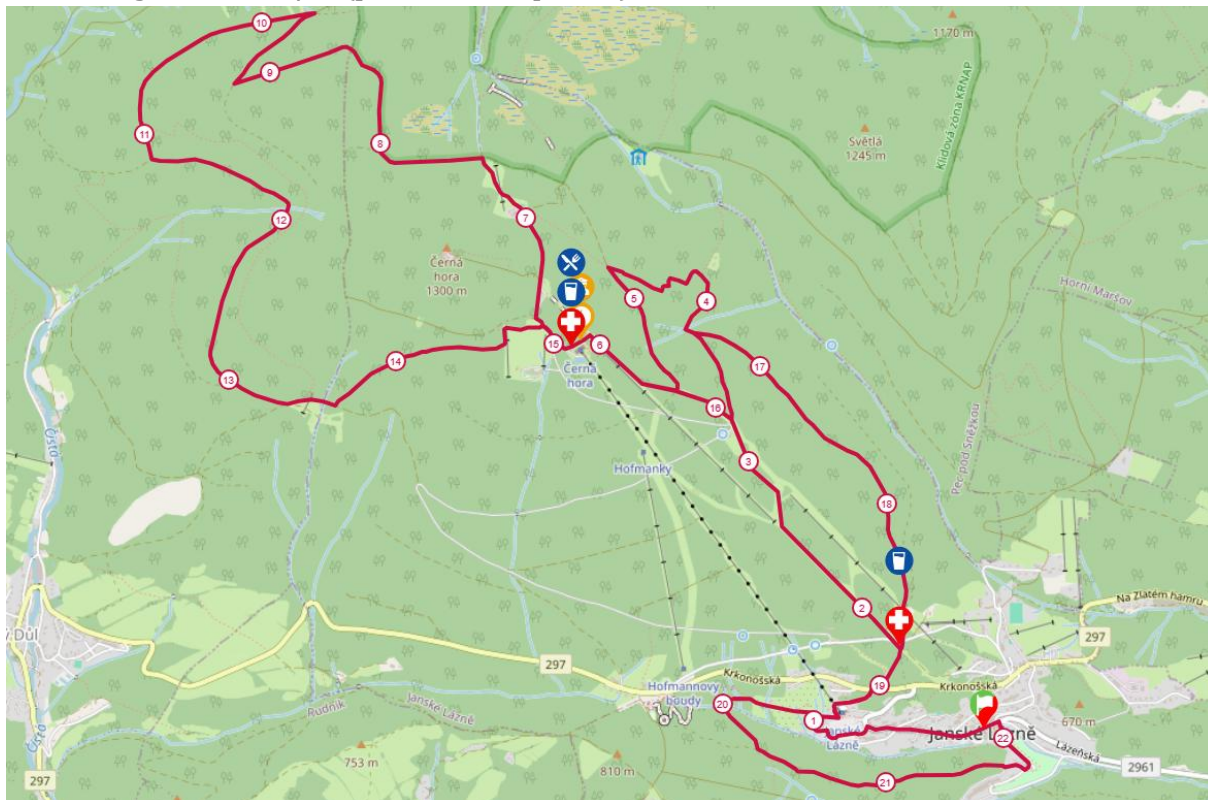 10
1170 m
9
11
8
Světlá
1245 m
Klidová zóna KRNAP
12
7
Černá
hora
1300 m
5
4
Horní Maršov
15
6
14
Černá
hora
17
13
16
Čistá
Hofmanky
3
Pec pod Sněžkou
18
2
Na Zlatém hamru
297
ý Důl
297
Krkonošská
19
Krkonošská
Hofmannovy
boudy
20
Janské Lázně
Rudník
1
Lázně
Janské Lázně
670 m
22
Lázeňská
Čistá
753 m
810 m
21
2961
297